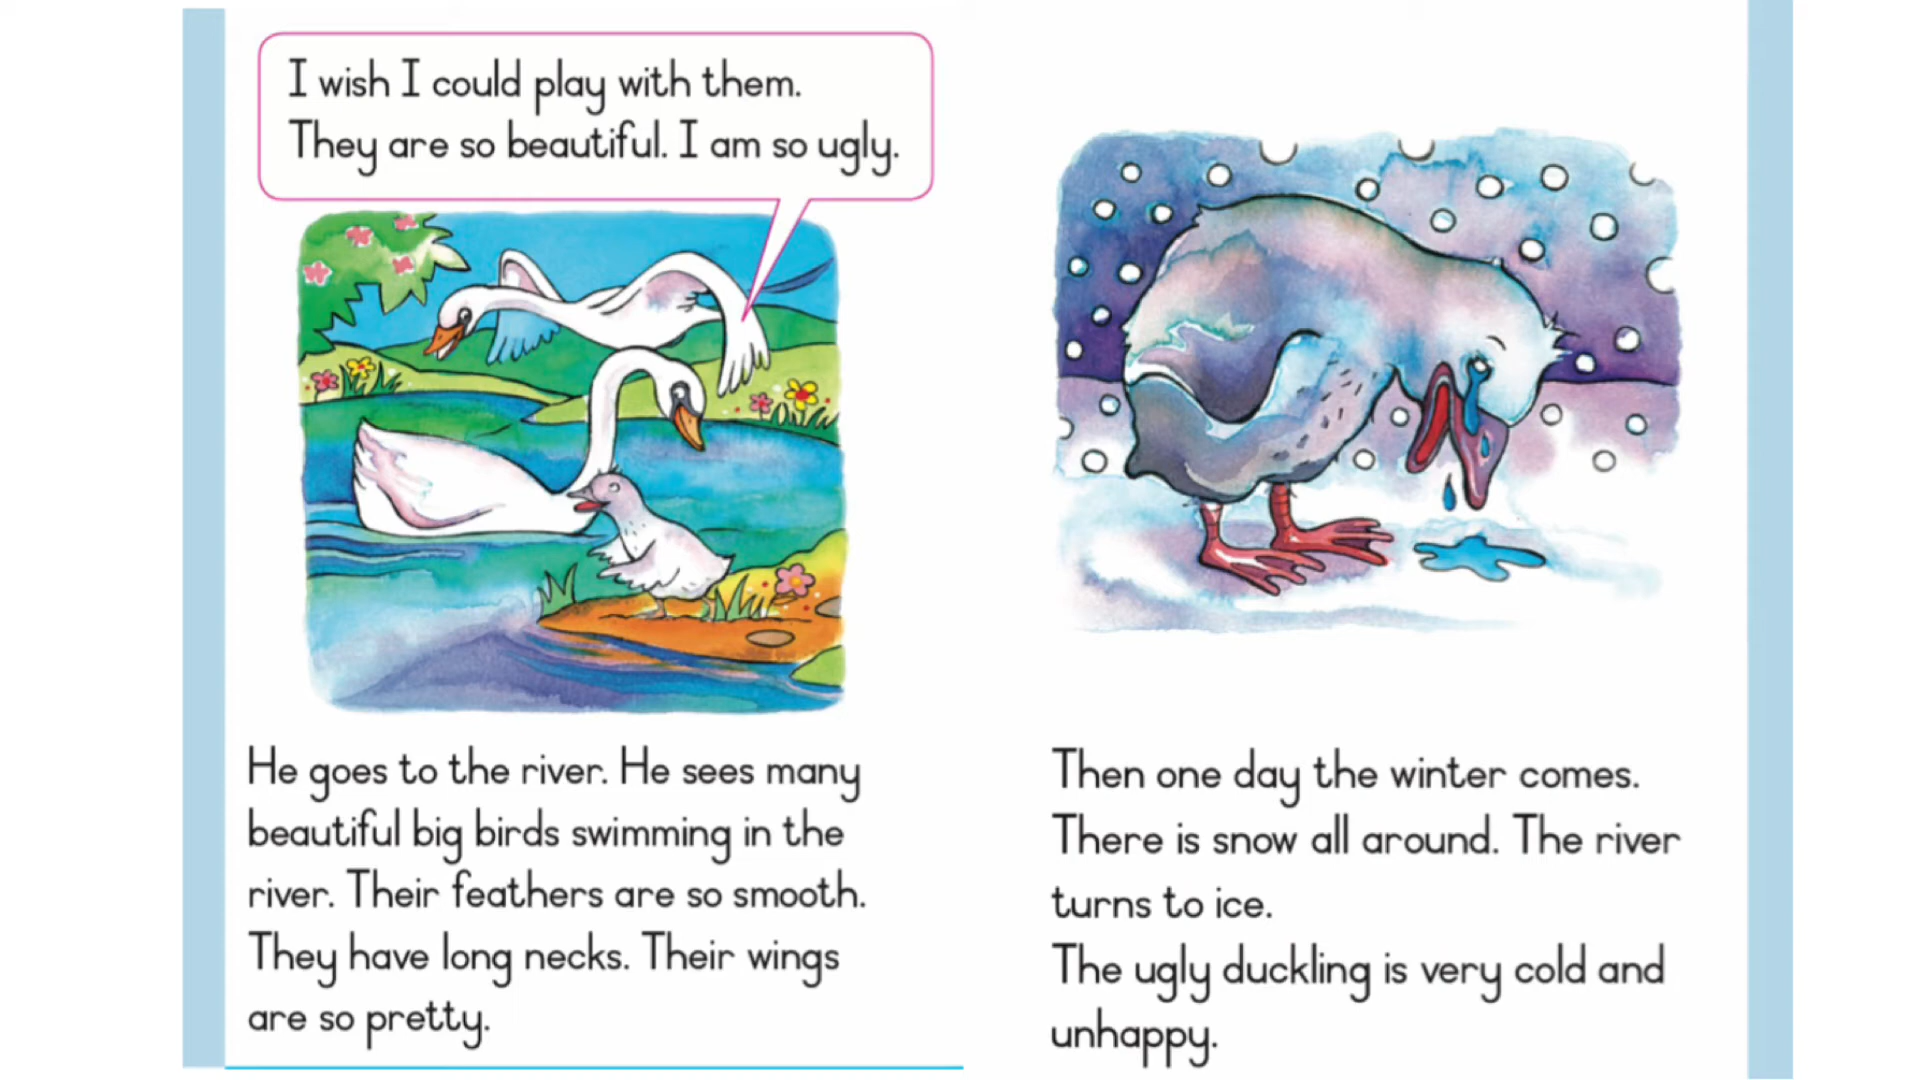 I wish I could play with them.
They are so beautiful. I am so ugly.
He goes to the river. He sees many
beautiful big birds swimming in the
river. Their feathers are so smooth.
They have long necks. Their wings
are so pretty.
Then one day the winter comes.
There is snow all around. The river
turns to ice.
The ugly duckling is very cold and
unhappy.